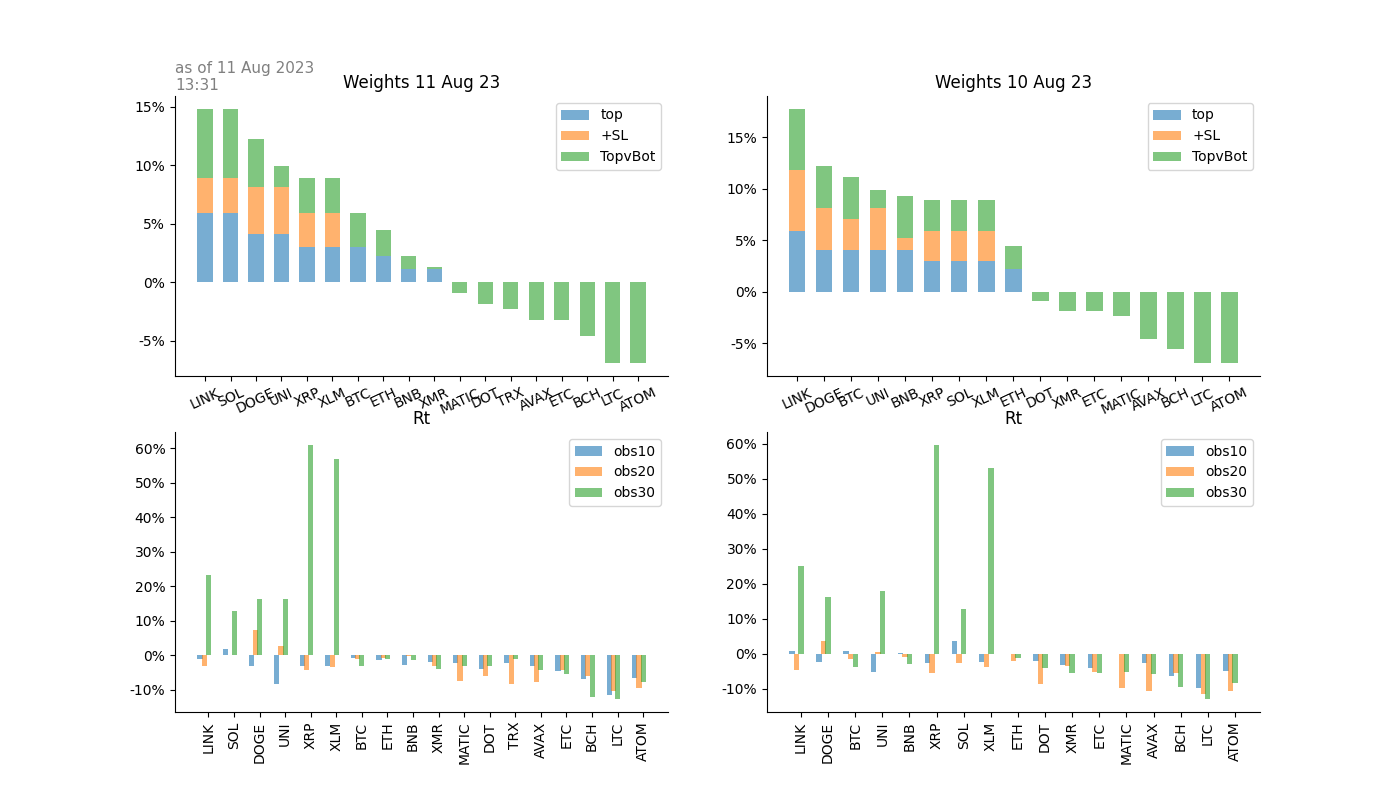 as of 11 Aug 2023
13:31
Weights 11 Aug 23
15%
10%
5%
0%
-5%
top
+SL
TopvBot
LINK SOL DOGE UNI XRP XLM BTC ETH BNB XMR MATIC DOT TRX AVAX ETC BCH LTC ATOM
Weights 10 Aug 23
15%
10%
5%
0%
-5%
top
+SL
TopvBot
LINK DOGE BTC UNI BNB XRP SOL XLM ETH DOT XMR ETC MATIC AVAX BCH LTC ATOM
Rt
60%
50%
40%
30%
20%
10%
0%
-10%
obs10
obs20
obs30
LINK SOL DOGE UNI XRP XLM BTC ETH BNB XMR MATIC DOT TRX AVAX ETC BCH LTC ATOM
Rt
60%
50%
40%
30%
20%
10%
0%
-10%
obs10
obs20
obs30
LINK DOGE BTC UNI BNB XRP SOL XLM ETH DOT XMR ETC MATIC AVAX BCH LTC ATOM